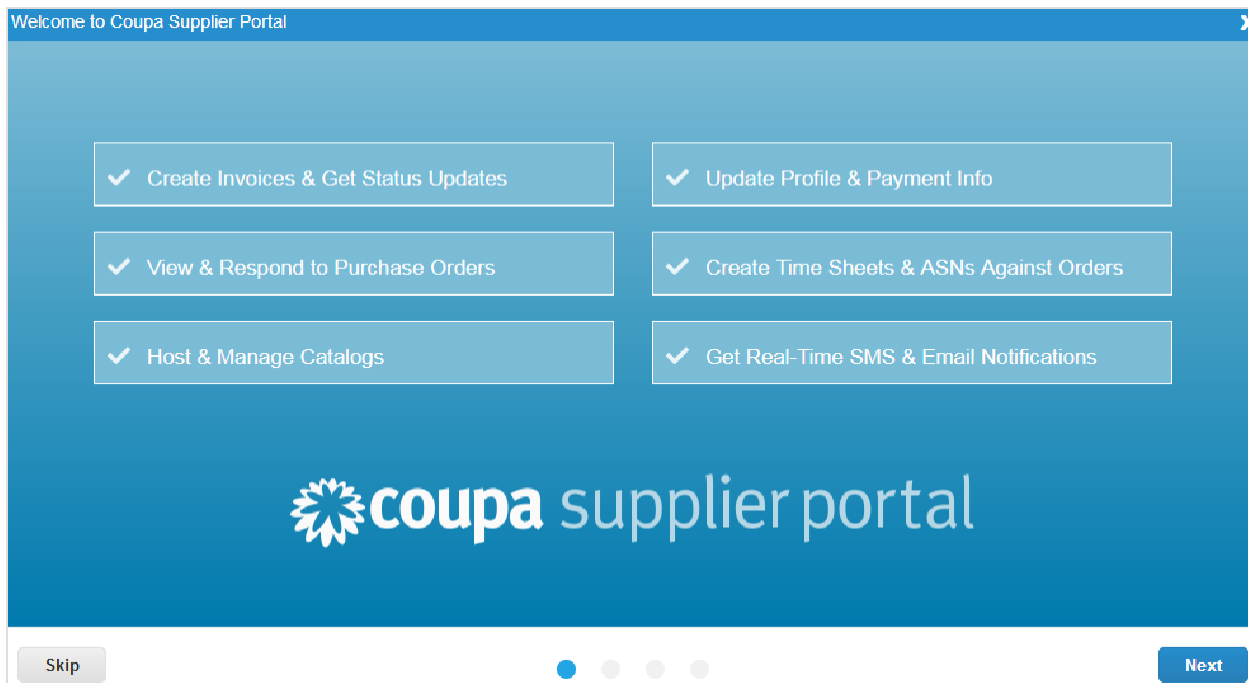 Welcome to Coupa Supplier Portal
Create Invoices & Get Status Updates
Update Profile & Payment Info
View & Respond to Purchase Orders
Create Time Sheets & ASNs Against Orders
Host & Manage Catalogs
Get Real-Time SMS & Email Notifications
coupa supplier portal
Skip
Next